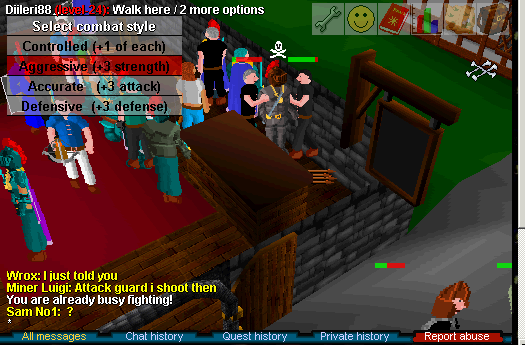 Diileri88 (level-24): Walk here / 2 more options
Select combat style
Controlled (+1 of each)
Aggressive (+3 strength)
Accurate (+3 attack)
Defensive (+3 defense)
Wrox: I just told you
Miner Luigi: Attack guard i shoot then
You are already busy fighting!
Sam No1: ?
*
All messages Chat history Quest history Private history Report abuse